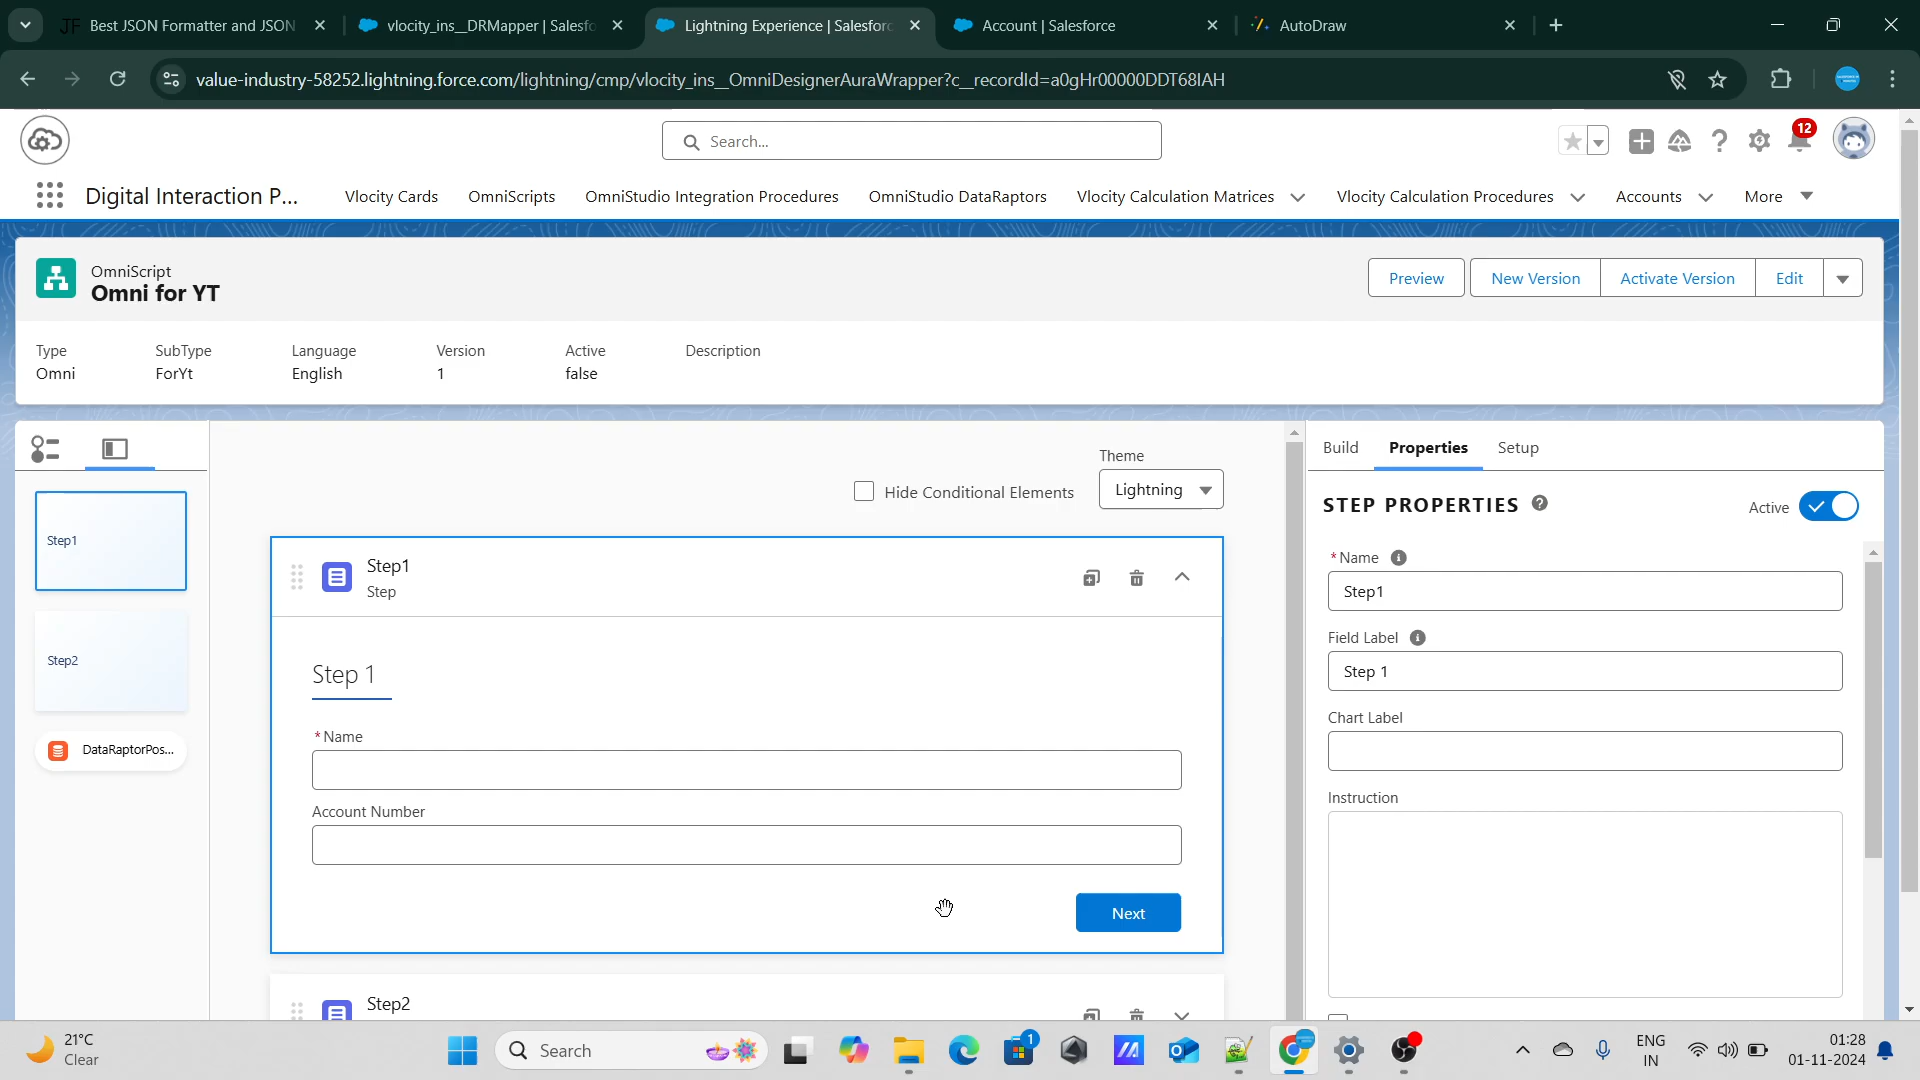 Best JSON Formatter and JSON
vlocity_ins__DRMapper | Salesfo
Lightning Experience | Salesforc
Account | Salesforce
AutoDraw
value-industry-58252.lightning.force.com/lightning/cmp/vlocity_ins__OmniDesignerAuraWrapper?c__recordId=a0gHr00000DDT68IAH
Search...
12
Digital Interaction P...
Vlocity Cards
OmniScripts
OmniStudio Integration Procedures
OmniStudio DataRaptors
Vlocity Calculation Matrices
Vlocity Calculation Procedures
Accounts
More
OmniScript
Omni for YT
Preview
New Version
Activate Version
Edit
Type
SubType
Language
Version
Active
Description
Omni
ForYt
English
1
false
Theme
Hide Conditional Elements
Lightning
Build
Properties
Setup
Step1
Step2
DataRaptorPos...
Step1
Step
Step 1
*Name
Account Number
Next
Step2
STEP PROPERTIES
Active
*Name
Step1
Field Label
Step 1
Chart Label
Instruction
21°C
Clear
Search
1
ENG
IN
01:28
01-11-2024